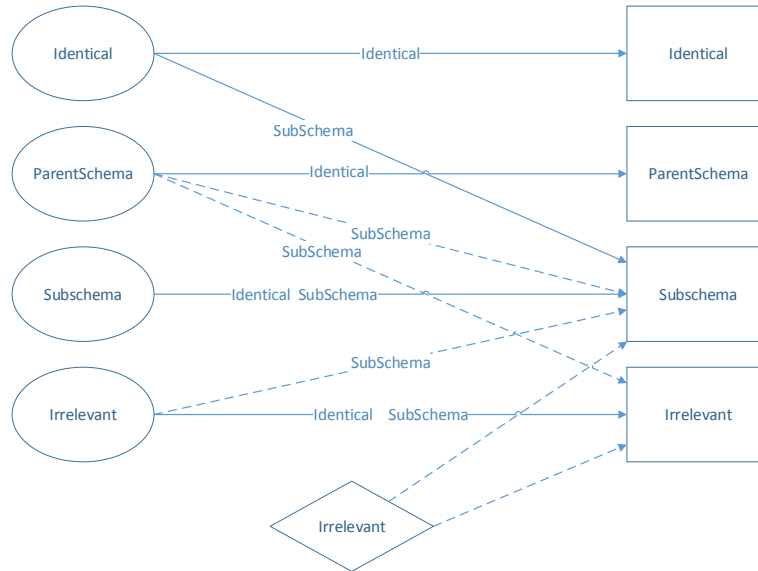 Identical
Identical
Identical
SubSchema
ParentSchema
Identical
ParentSchema
SubSchema
SubSchema
Subschema
Identical SubSchema
Subschema
SubSchema
Irrelevant
Identical SubSchema
Irrelevant
Irrelevant